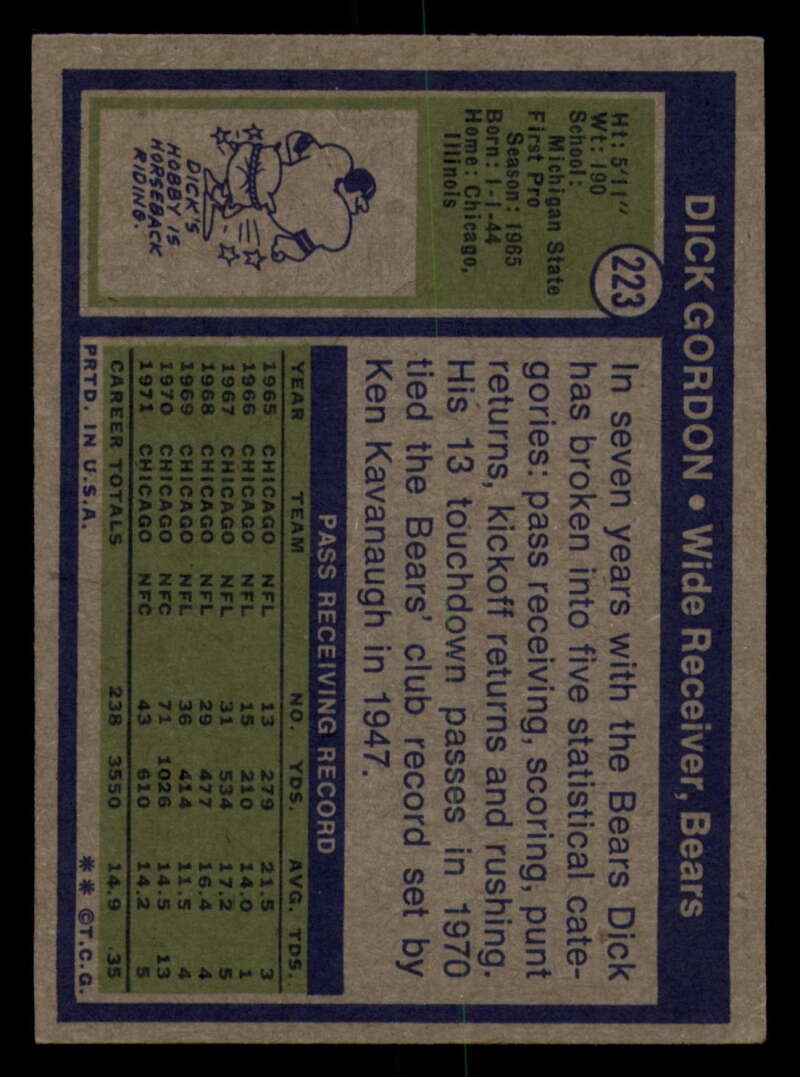 DICK GORDON • Wide Receiver, Bears
223
Ht: 5'11"
Wt: 190
School:
Michigan State
First Pro
Season: 1965
Born: 1-1-44
Home: Chicago,
Illinois
DICK'S
HOBBY IS
HORSEBACK
RIDING.
In seven years with the Bears Dick
has broken into five statistical cate-
gories: pass receiving, scoring, punt
returns, kickoff returns and rushing.
His 13 touchdown passes in 1970
tied the Bears' club record set by
Ken Kavanaugh in 1947.
PASS RECEIVING RECORD
YEAR TEAM NO. YDS. AVG. TDS.
1965 CHICAGO NFL 13 279 21.5 3
1966 CHICAGO NFL 15 210 14.0 1
1967 CHICAGO NFL 31 534 17.2 5
1968 CHICAGO NFL 29 477 16.4 4
1969 CHICAGO NFL 36 414 11.5 4
1970 CHICAGO NFC 71 1026 14.5 13
1971 CHICAGO NFC 43 610 14.2 5
CAREER TOTALS 238 3550 14.9 .35
PRTD. IN U.S.A. ** ©T.C.G.